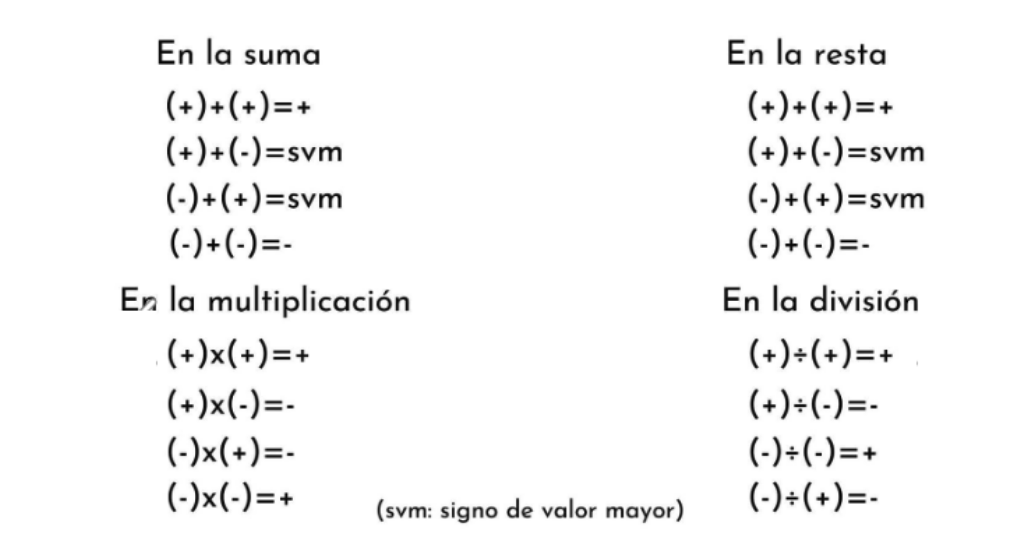 En la suma
(+)+(+)=+
(+)+(-)=svm
(-)+(+)=svm
(-)+(-)=-
En la resta
(+)+(+)=+
(+)+(-)=svm
(-)+(+)=svm
(-)+(-)=-
En la multiplicación
(+)x(+)=+
(+)x(-)=-
(-)x(+)=-
(-)x(-)=+
En la división
(+)÷(+)=+
(+)÷(-)=-
(-)÷(-)=+
(-)÷(+)=-
(svm: signo de valor mayor)